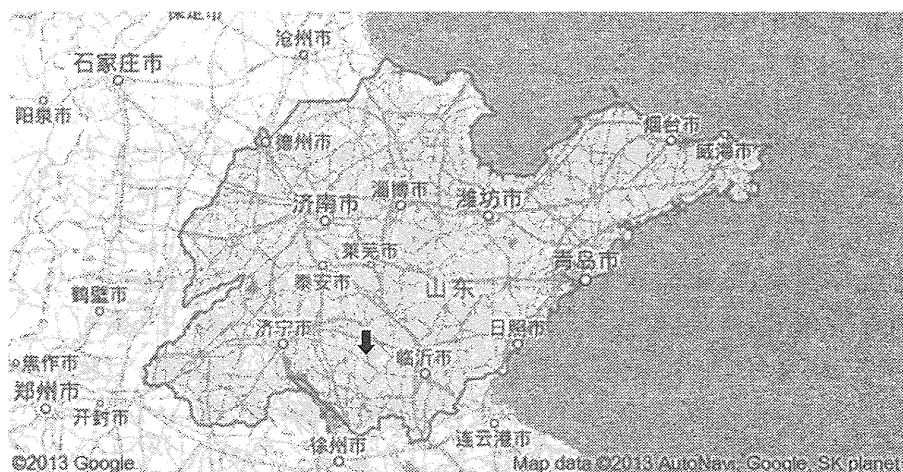 保定市
沧州市
石家庄市
阳泉市
德州市
烟台市
威海市
淄博市
潍坊市
济南市
莱芜市
泰安市
青岛市
山东
鹤壁市
济宁市
日照市
临沂市
焦作市
郑州市
开封市
徐州市
连云港市
©2013 Google
Map data ©2013 AutoNavi, Google, SK planet